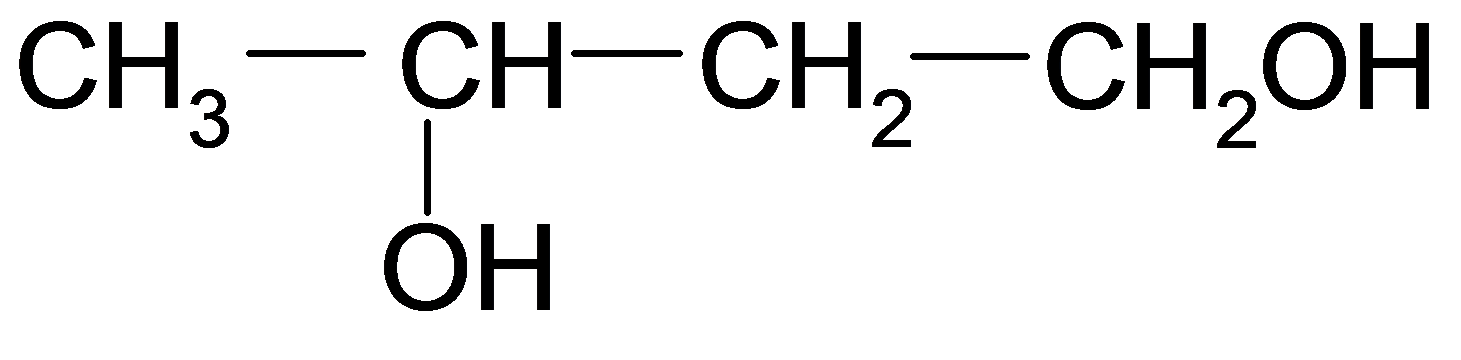 CH₃ — CH — CH₂ — CH₂OH
OH